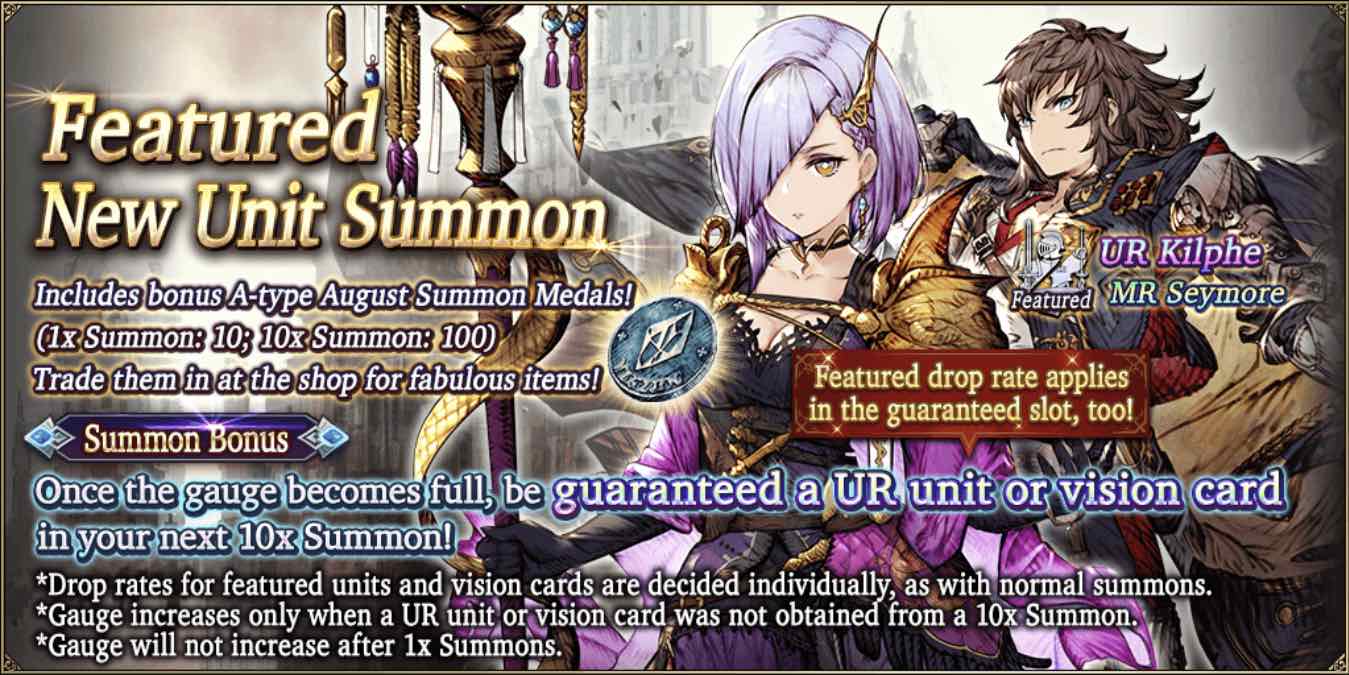 Featured
New Unit Summon
Includes bonus A-type August Summon Medals!
(1x Summon: 10; 10x Summon: 100)
Trade them in at the shop for fabulous items!
UR Kilphe
Featured
MR Seymore
Featured drop rate applies
in the guaranteed slot, too!
Summon Bonus
Once the gauge becomes full, be guaranteed a UR unit or vision card
in your next 10x Summon!
*Drop rates for featured units and vision cards are decided individually, as with normal summons.
*Gauge increases only when a UR unit or vision card was not obtained from a 10x Summon.
*Gauge will not increase after 1x Summons.